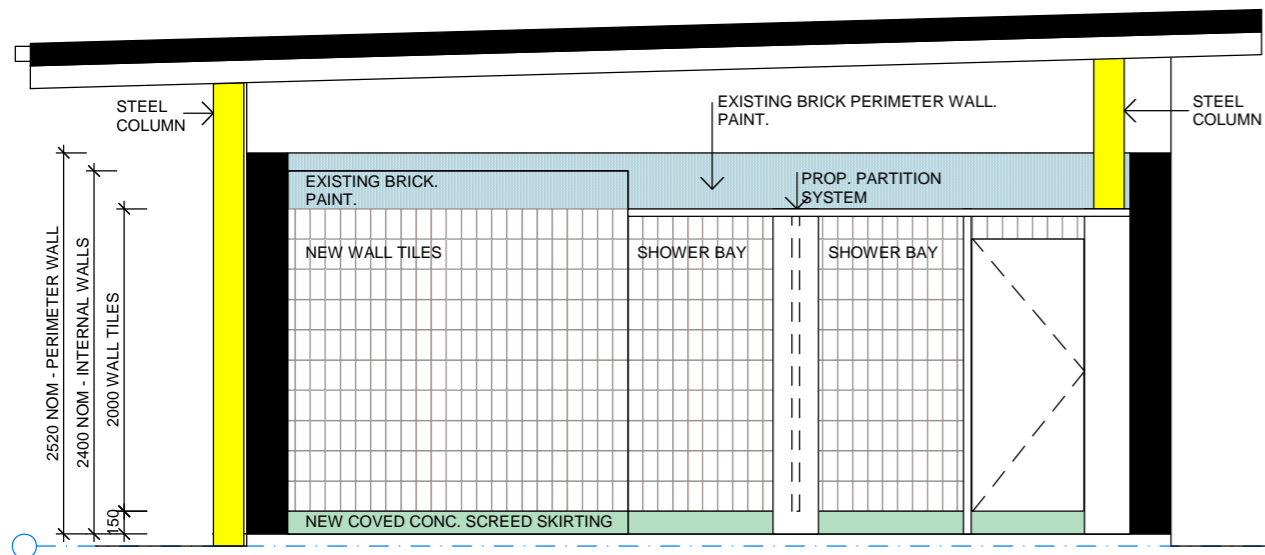 STEEL
COLUMN
EXISTING BRICK PERIMETER WALL.
PAINT.
STEEL
COLUMN
EXISTING BRICK.
PAINT.
PROP. PARTITION
SYSTEM
NEW WALL TILES
SHOWER BAY
SHOWER BAY
2520 NOM - PERIMETER WALL
2400 NOM - INTERNAL WALLS
2000 WALL TILES
150
NEW COVED CONC. SCREED SKIRTING